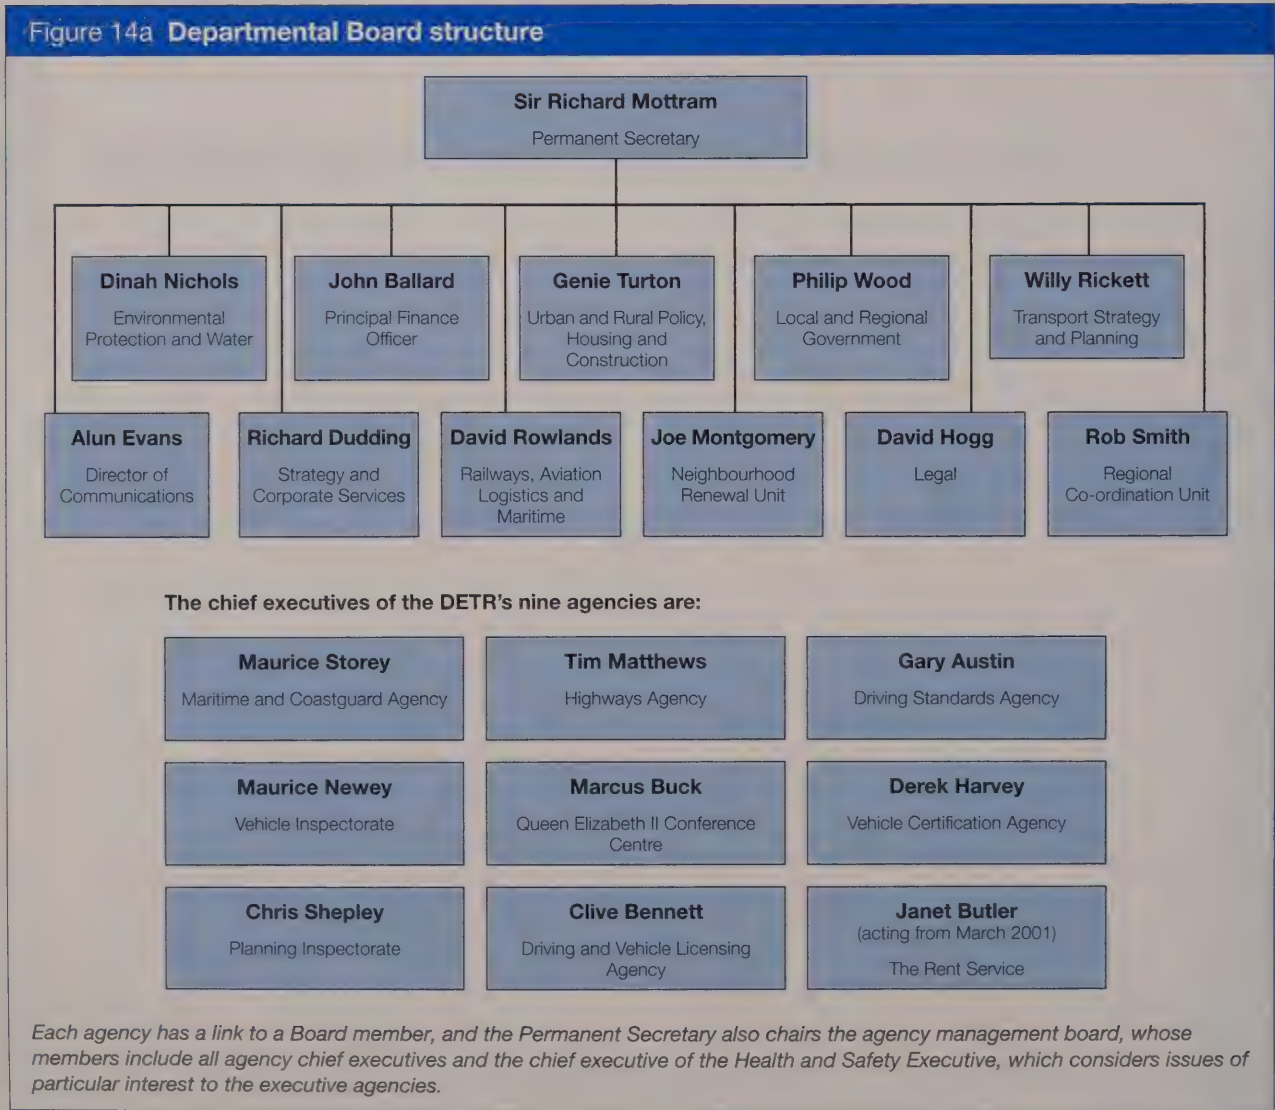 Figure 14a Departmental Board structure
Sir Richard Mottram
Permanent Secretary
Dinah Nichols
Environmental
Protection and Water
John Ballard
Principal Finance
Officer
Genie Turton
Urban and Rural Policy,
Housing and
Construction
Philip Wood
Local and Regional
Government
Willy Rickett
Transport Strategy
and Planning
Alun Evans
Director of
Communications
Richard Dudding
Strategy and
Corporate Services
David Rowlands
Railways, Aviation
Logistics and
Maritime
Joe Montgomery
Neighbourhood
Renewal Unit
David Hogg
Legal
Rob Smith
Regional
Co-ordination Unit
The chief executives of the DETR's nine agencies are:
Maurice Storey
Maritime and Coastguard Agency
Tim Matthews
Highways Agency
Gary Austin
Driving Standards Agency
Maurice Newey
Vehicle Inspectorate
Marcus Buck
Queen Elizabeth II Conference
Centre
Derek Harvey
Vehicle Certification Agency
Chris Shepley
Planning Inspectorate
Clive Bennett
Driving and Vehicle Licensing
Agency
Janet Butler
(acting from March 2001)
The Rent Service
Each agency has a link to a Board member, and the Permanent Secretary also chairs the agency management board, whose
members include all agency chief executives and the chief executive of the Health and Safety Executive, which considers issues of
particular interest to the executive agencies.